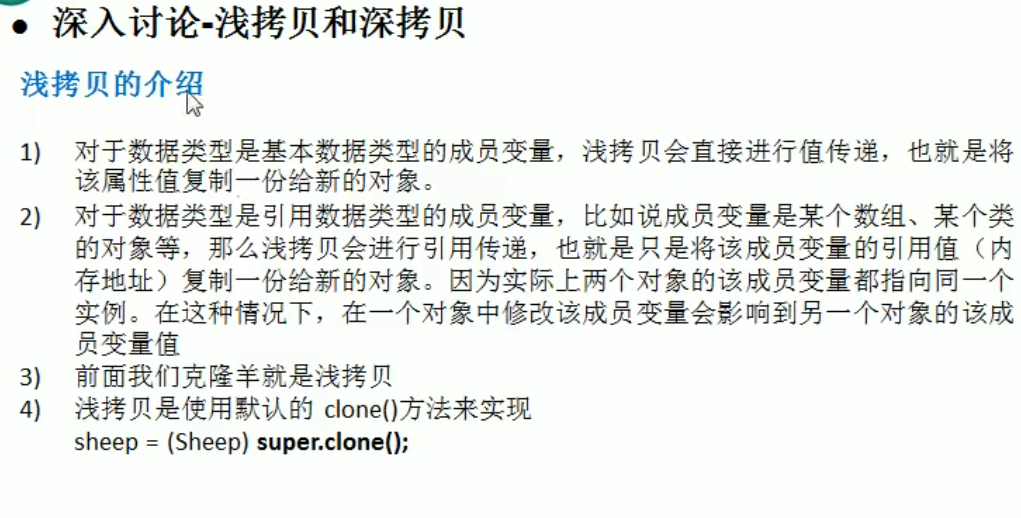 ● 深入讨论-浅拷贝和深拷贝
浅拷贝的介绍
1) 对于数据类型是基本数据类型的成员变量，浅拷贝会直接进行值传递，也就是将
该属性值复制一份给新的对象。
2) 对于数据类型是引用数据类型的成员变量，比如说成员变量是某个数组、某个类
的对象等，那么浅拷贝会进行引用传递，也就是只是将该成员变量的引用值（内
存地址）复制一份给新的对象。因为实际上两个对象的该成员变量都指向同一个
实例。在这种情况下，在一个对象中修改该成员变量会影响到另一个对象的该成
员变量值
3) 前面我们克隆羊就是浅拷贝
4) 浅拷贝是使用默认的 clone()方法来实现
sheep = (Sheep) super.clone();